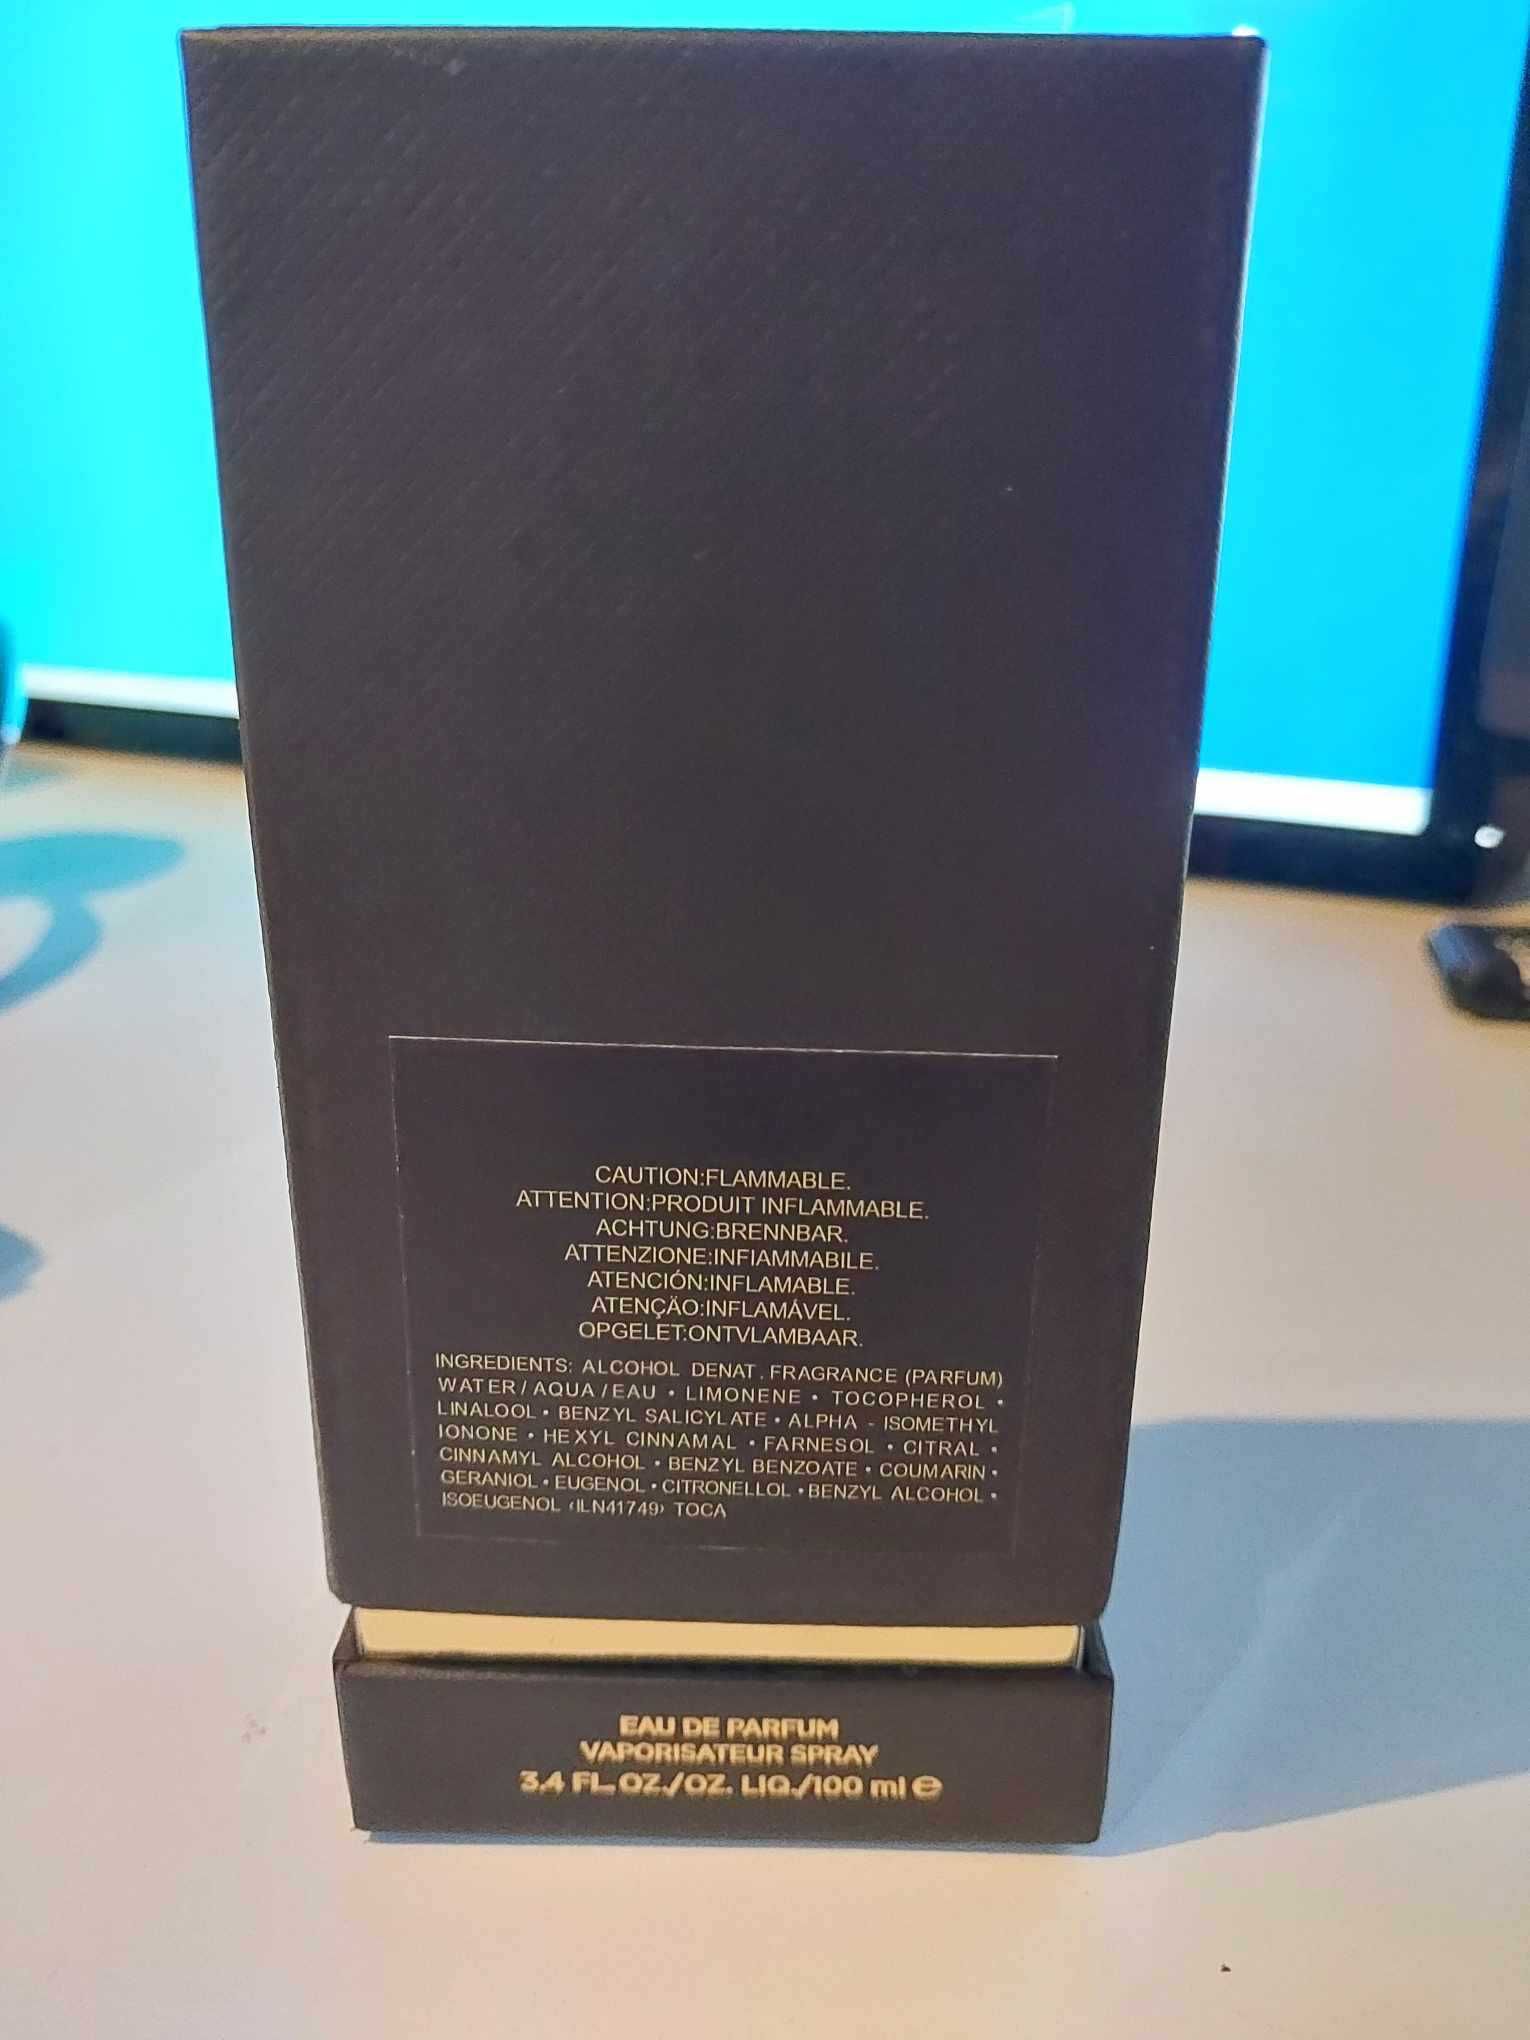 CAUTION:FLAMMABLE.
ATTENTION:PRODUIT INFLAMMABLE.
ACHTUNG:BRENNBAR.
ATTENZIONE:INFIAMMABILE.
ATENCIÓN:INFLAMABLE.
ATENÇÄO:INFLAMÁVEL.
OPGELET:ONTVLAMBAAR.
INGREDIENTS: ALCOHOL DENAT. FRAGRANCE (PARFUM)
WATER/AQUA/EAU • LIMONENE • TOCOPHEROL •
LINALOOL • BENZYL SALICYLATE • ALPHA - ISOMETHYL
IONONE • HEXYL CINNAMAL • FARNESOL • CITRAL •
CINNAMYL ALCOHOL • BENZYL BENZOATE • COUMARIN •
GERANIOL • EUGENOL • CITRONELLOL • BENZYL ALCOHOL •
ISOEUGENOL ‹ILN41749› TOCA
EAU DE PARFUM
VAPORISATEUR SPRAY
3.4 FL. OZ./OZ. LIQ./100 ml ℮